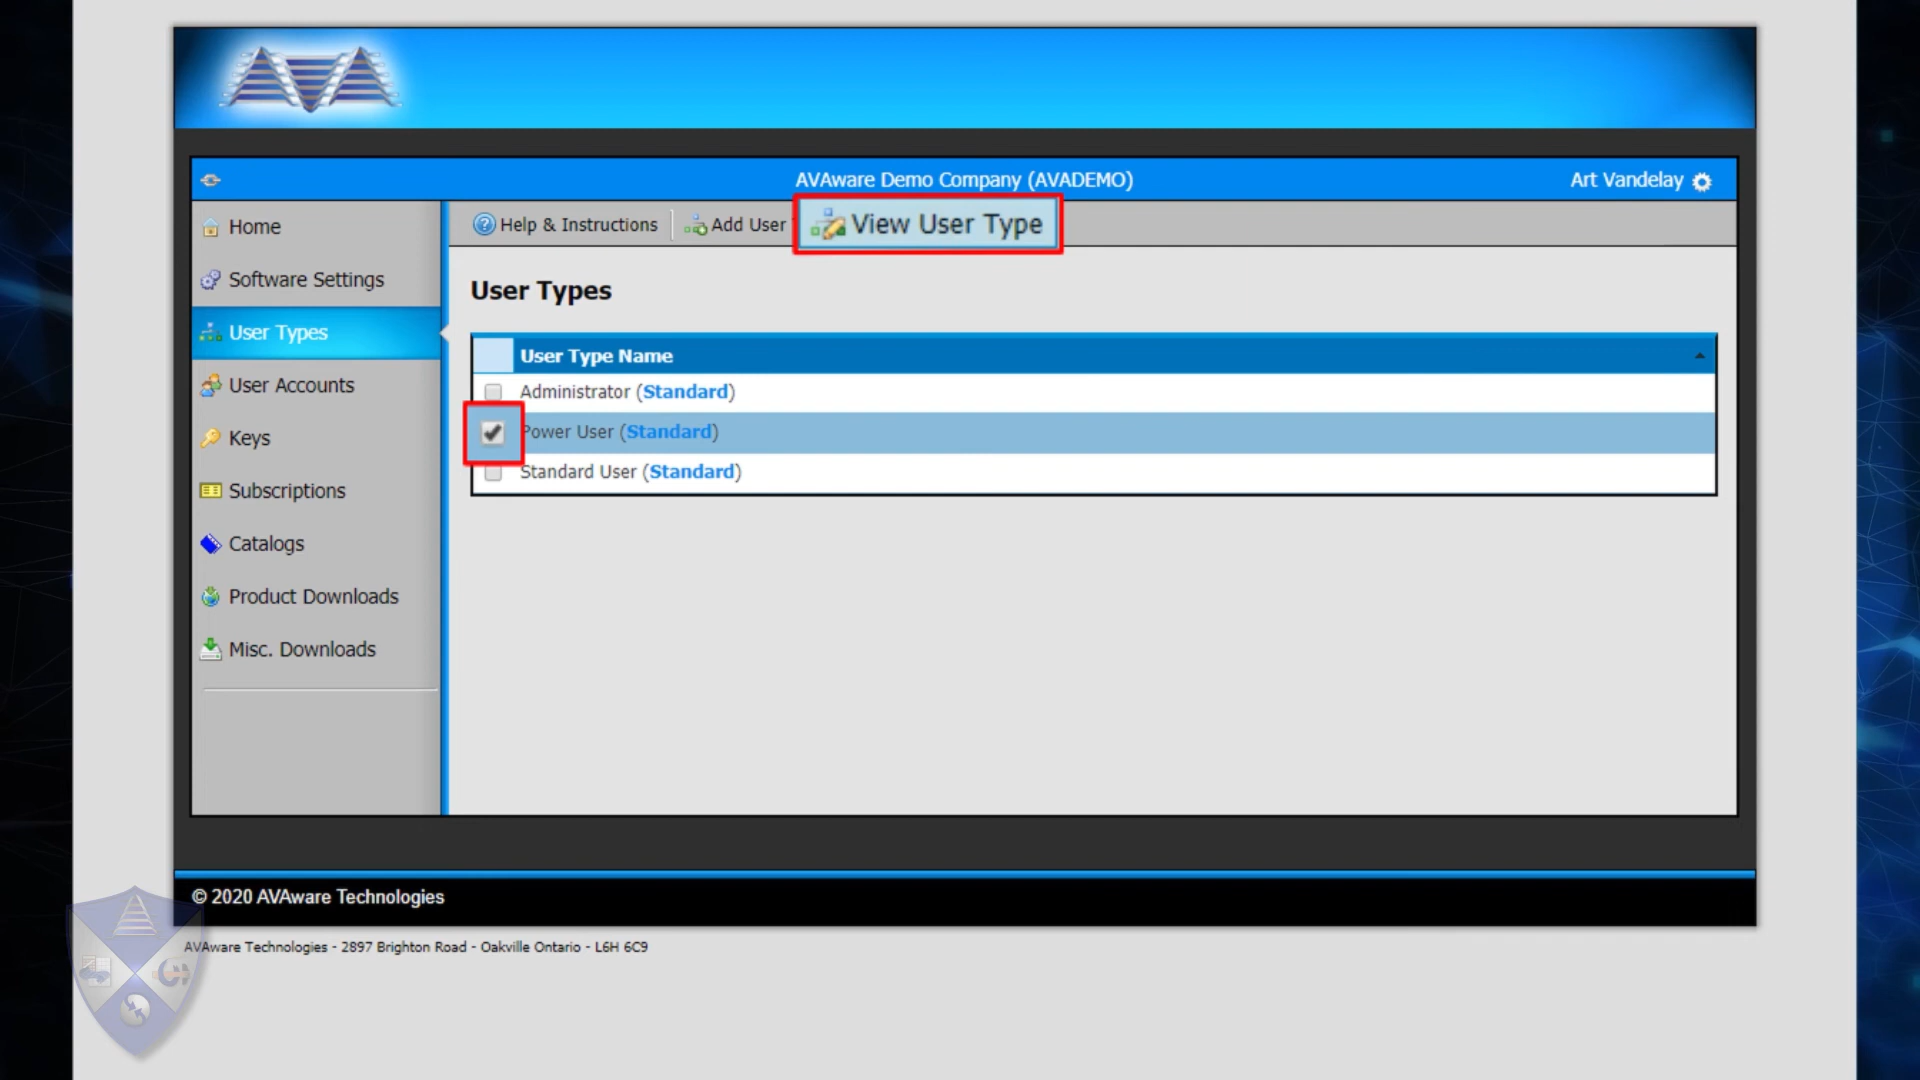 AVA
AVAware Demo Company (AVADEMO)
Art Vandelay
Home
Software Settings
User Types
User Accounts
Keys
Subscriptions
Catalogs
Product Downloads
Misc. Downloads
Help & Instructions
Add User
View User Type
User Types
User Type Name
Administrator (Standard)
Power User (Standard)
Standard User (Standard)
© 2020 AVAware Technologies
AVAware Technologies - 2897 Brighton Road - Oakville Ontario - L6H 6C9